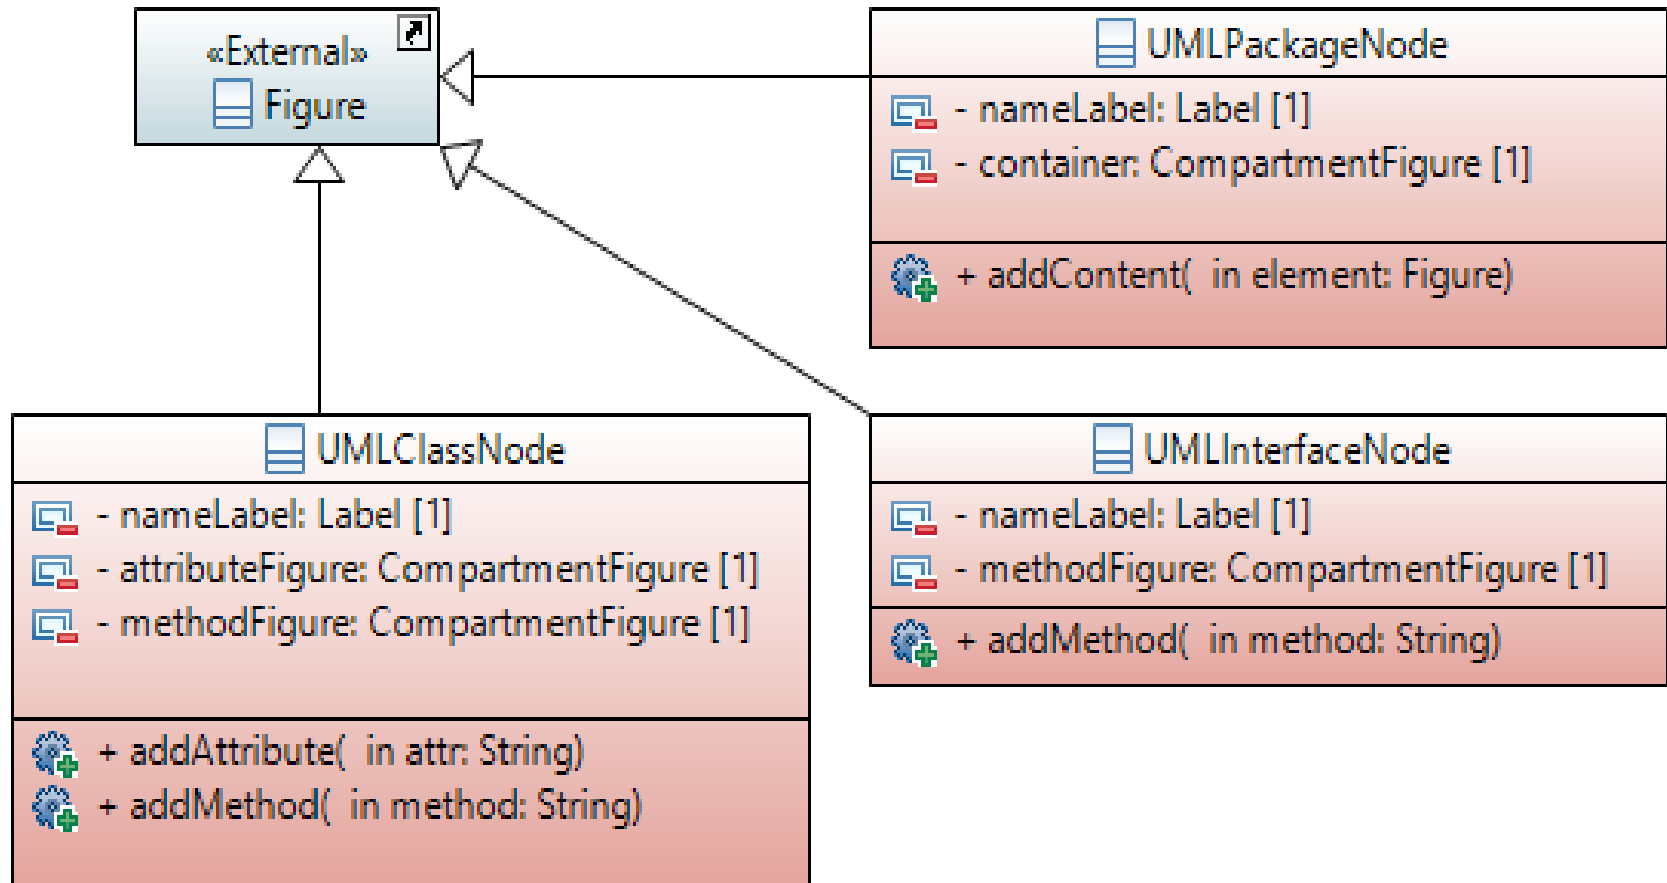 «External»
Figure
UMLPackageNode
- nameLabel: Label [1]
- container: CompartmentFigure [1]
+ addContent(  in element: Figure)
UMLClassNode
- nameLabel: Label [1]
- attributeFigure: CompartmentFigure [1]
- methodFigure: CompartmentFigure [1]
+ addAttribute(  in attr: String)
+ addMethod(  in method: String)
UMLInterfaceNode
- nameLabel: Label [1]
- methodFigure: CompartmentFigure [1]
+ addMethod(  in method: String)